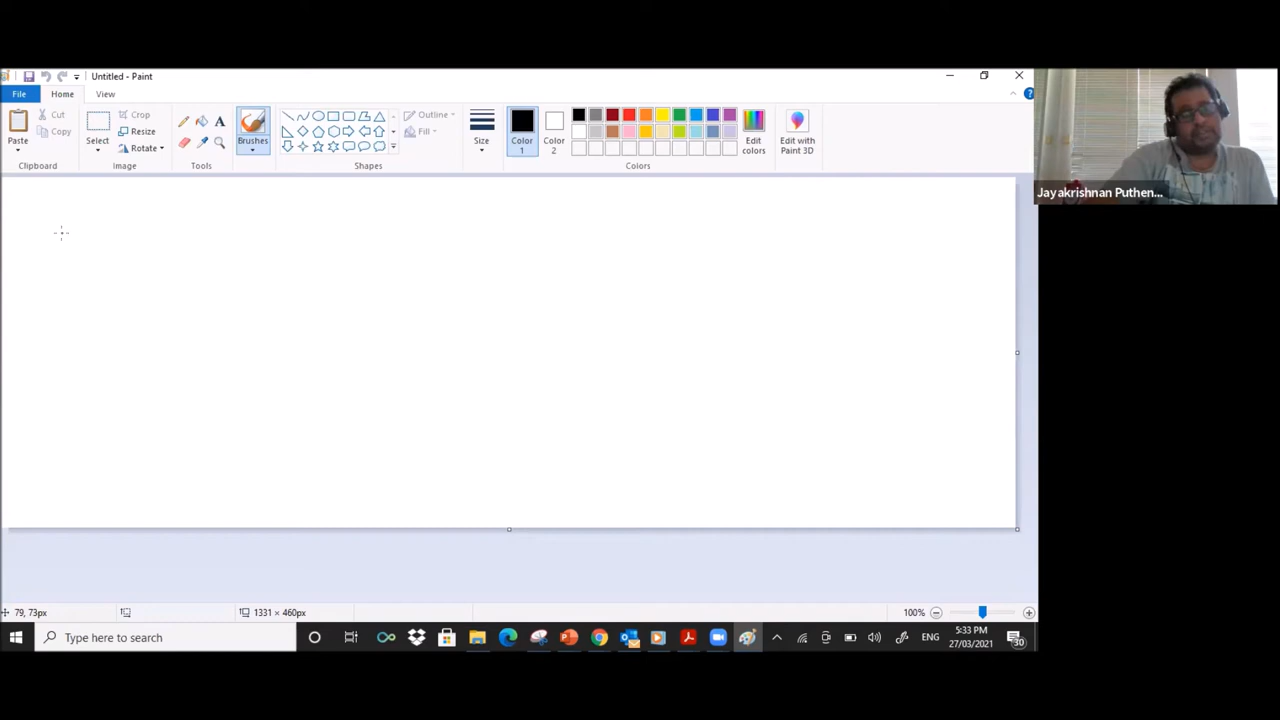 Untitled - Paint
File Home View
Paste
Cut
Copy
Clipboard
Select
Crop
Resize
Rotate
Image
A
Tools
Brushes
Shapes
Outline
Fill
Size
Color 1
Color 2
Colors
Edit colors
Edit with Paint 3D
?
Jayakrishnan Puthen...
79, 73px
1331 × 460px
100%
Type here to search
ENG
5:33 PM
27/03/2021
30